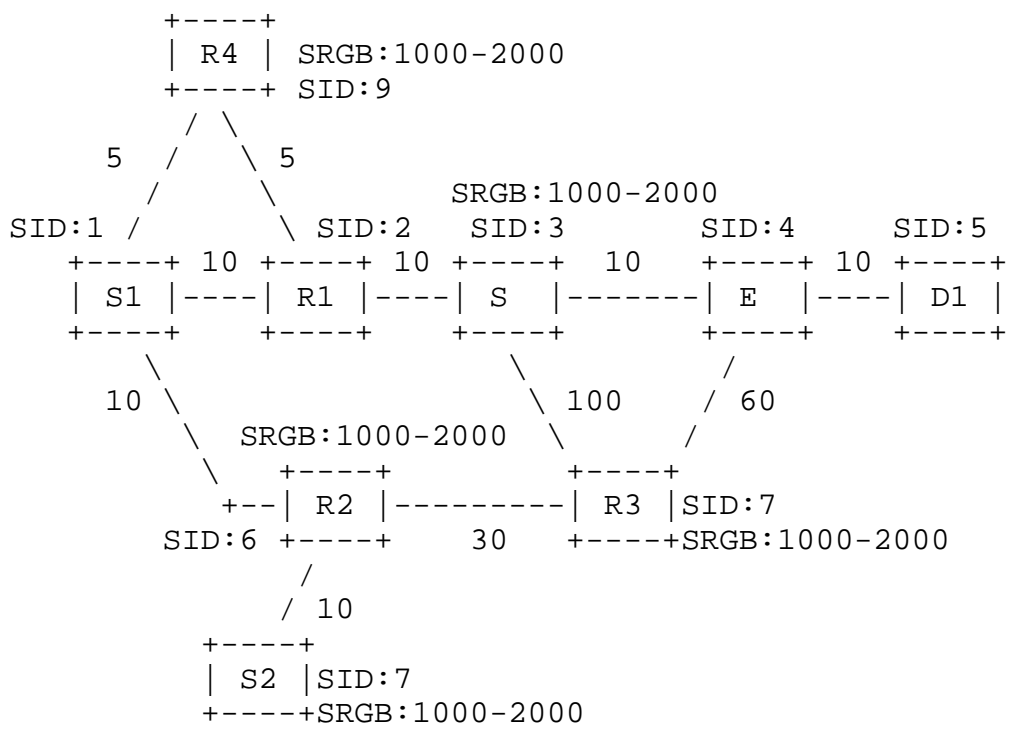 +----+
| R4 | SRGB:1000-2000
+----+ SID:9
/ \
5 / \ 5
/ \ SRGB:1000-2000
SID:1 / \ SID:2 SID:3 SID:4 SID:5
+----+ 10 +----+ 10 +----+ 10 +----+ 10 +----+
| S1 |----| R1 |----| S |-------| E |----| D1 |
+----+ +----+ +----+ +----+ +----+
\ \ /
10 \ \ 100 / 60
\ SRGB:1000-2000 \ /
\ +----+ +----+
+--| R2 |---------| R3 |SID:7
SID:6 +----+ 30 +----+SRGB:1000-2000
/
/ 10
+----+
| S2 |SID:7
+----+SRGB:1000-2000